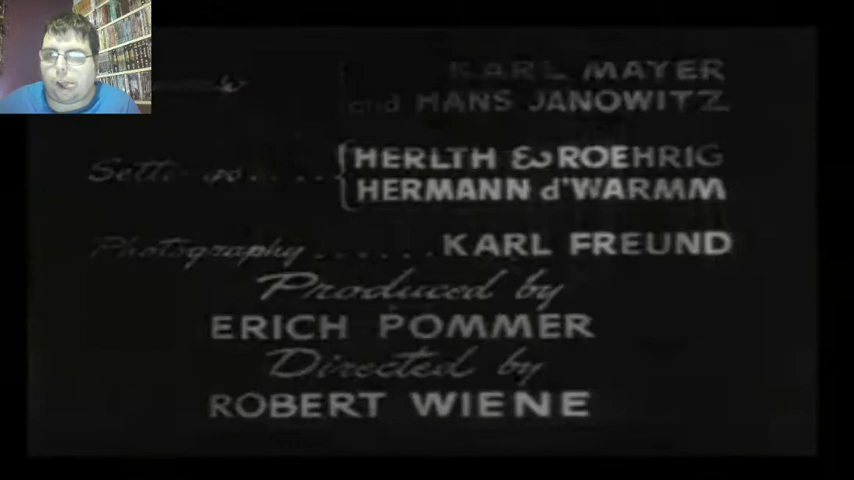 KARL MAYER
and HANS JANOWITZ
Settings..... HERLTH & ROEHRIG
HERMANN d'WARMM
Photography ...... KARL FREUND
Produced by
ERICH POMMER
Directed by
ROBERT WIENE